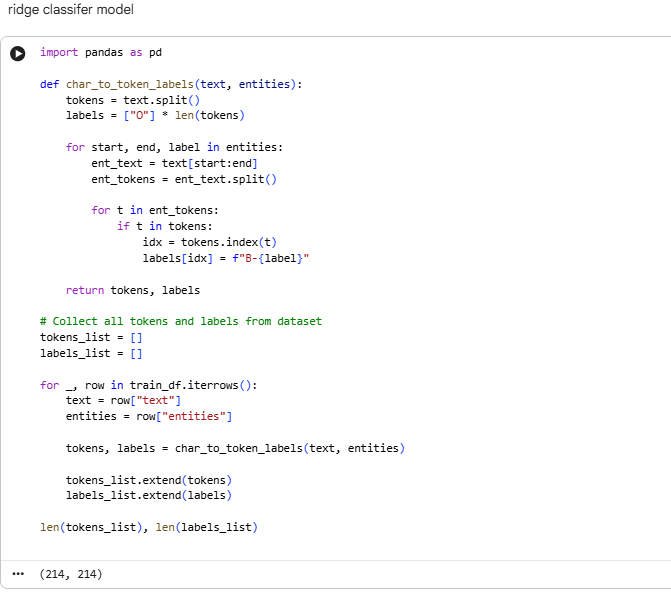 ridge classifer model
import pandas as pd
def char_to_token_labels(text, entities):
    tokens = text.split()
    labels = ["O"] * len(tokens)
    for start, end, label in entities:
        ent_text = text[start:end]
        ent_tokens = ent_text.split()
        for t in ent_tokens:
            if t in tokens:
                idx = tokens.index(t)
                labels[idx] = f"B-{label}"
    return tokens, labels
# Collect all tokens and labels from dataset
tokens_list = []
labels_list = []
for _, row in train_df.iterrows():
    text = row["text"]
    entities = row["entities"]
    tokens, labels = char_to_token_labels(text, entities)
    tokens_list.extend(tokens)
    labels_list.extend(labels)
len(tokens_list), len(labels_list)
(214, 214)